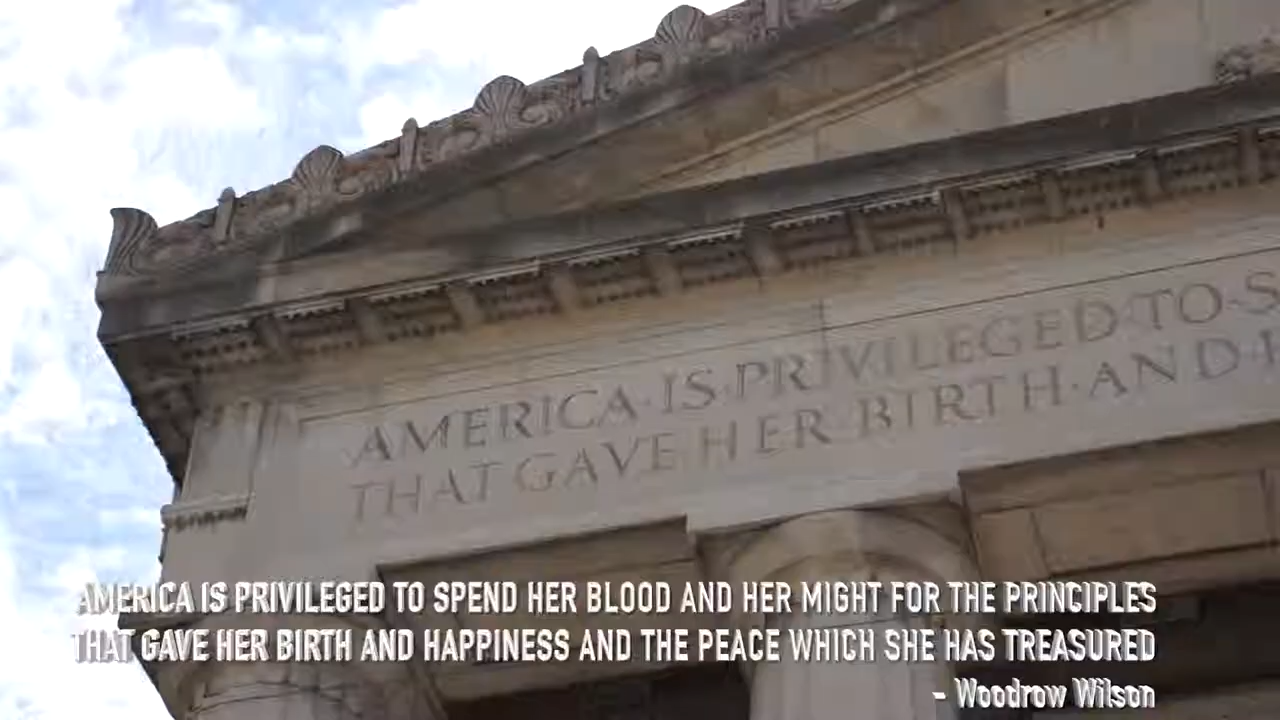 AMERICA·IS·PRIVILEGED·TO·S
THAT GAVE HER BIRTH·AND·H
AMERICA IS PRIVILEGED TO SPEND HER BLOOD AND HER MIGHT FOR THE PRINCIPLES
THAT GAVE HER BIRTH AND HAPPINESS AND THE PEACE WHICH SHE HAS TREASURED
- Woodrow Wilson